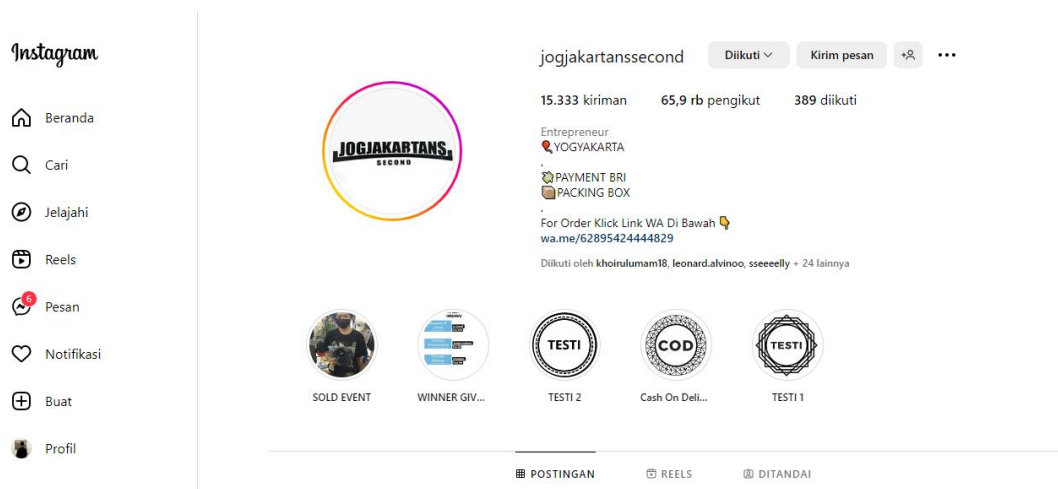 Instagram
Beranda
Cari
Jelajahi
Reels
6
Pesan
Notifikasi
Buat
Profil
JOGJAKARTANS
SECOND
jogjakartanssecond Diikuti Kirim pesan
15.333 kiriman 65,9 rb pengikut 389 diikuti
Entrepreneur
YOGYAKARTA
.
PAYMENT BRI
PACKING BOX
.
For Order Klick Link WA Di Bawah
wa.me/62895424444829
Diikuti oleh khoirulumam18, leonard.alvinoo, sseeeelly + 24 lainnya
TESTI
COD
TESTI
SOLD EVENT WINNER GIV... TESTI 2 Cash On Deli... TESTI 1
POSTINGAN REELS DITANDAI